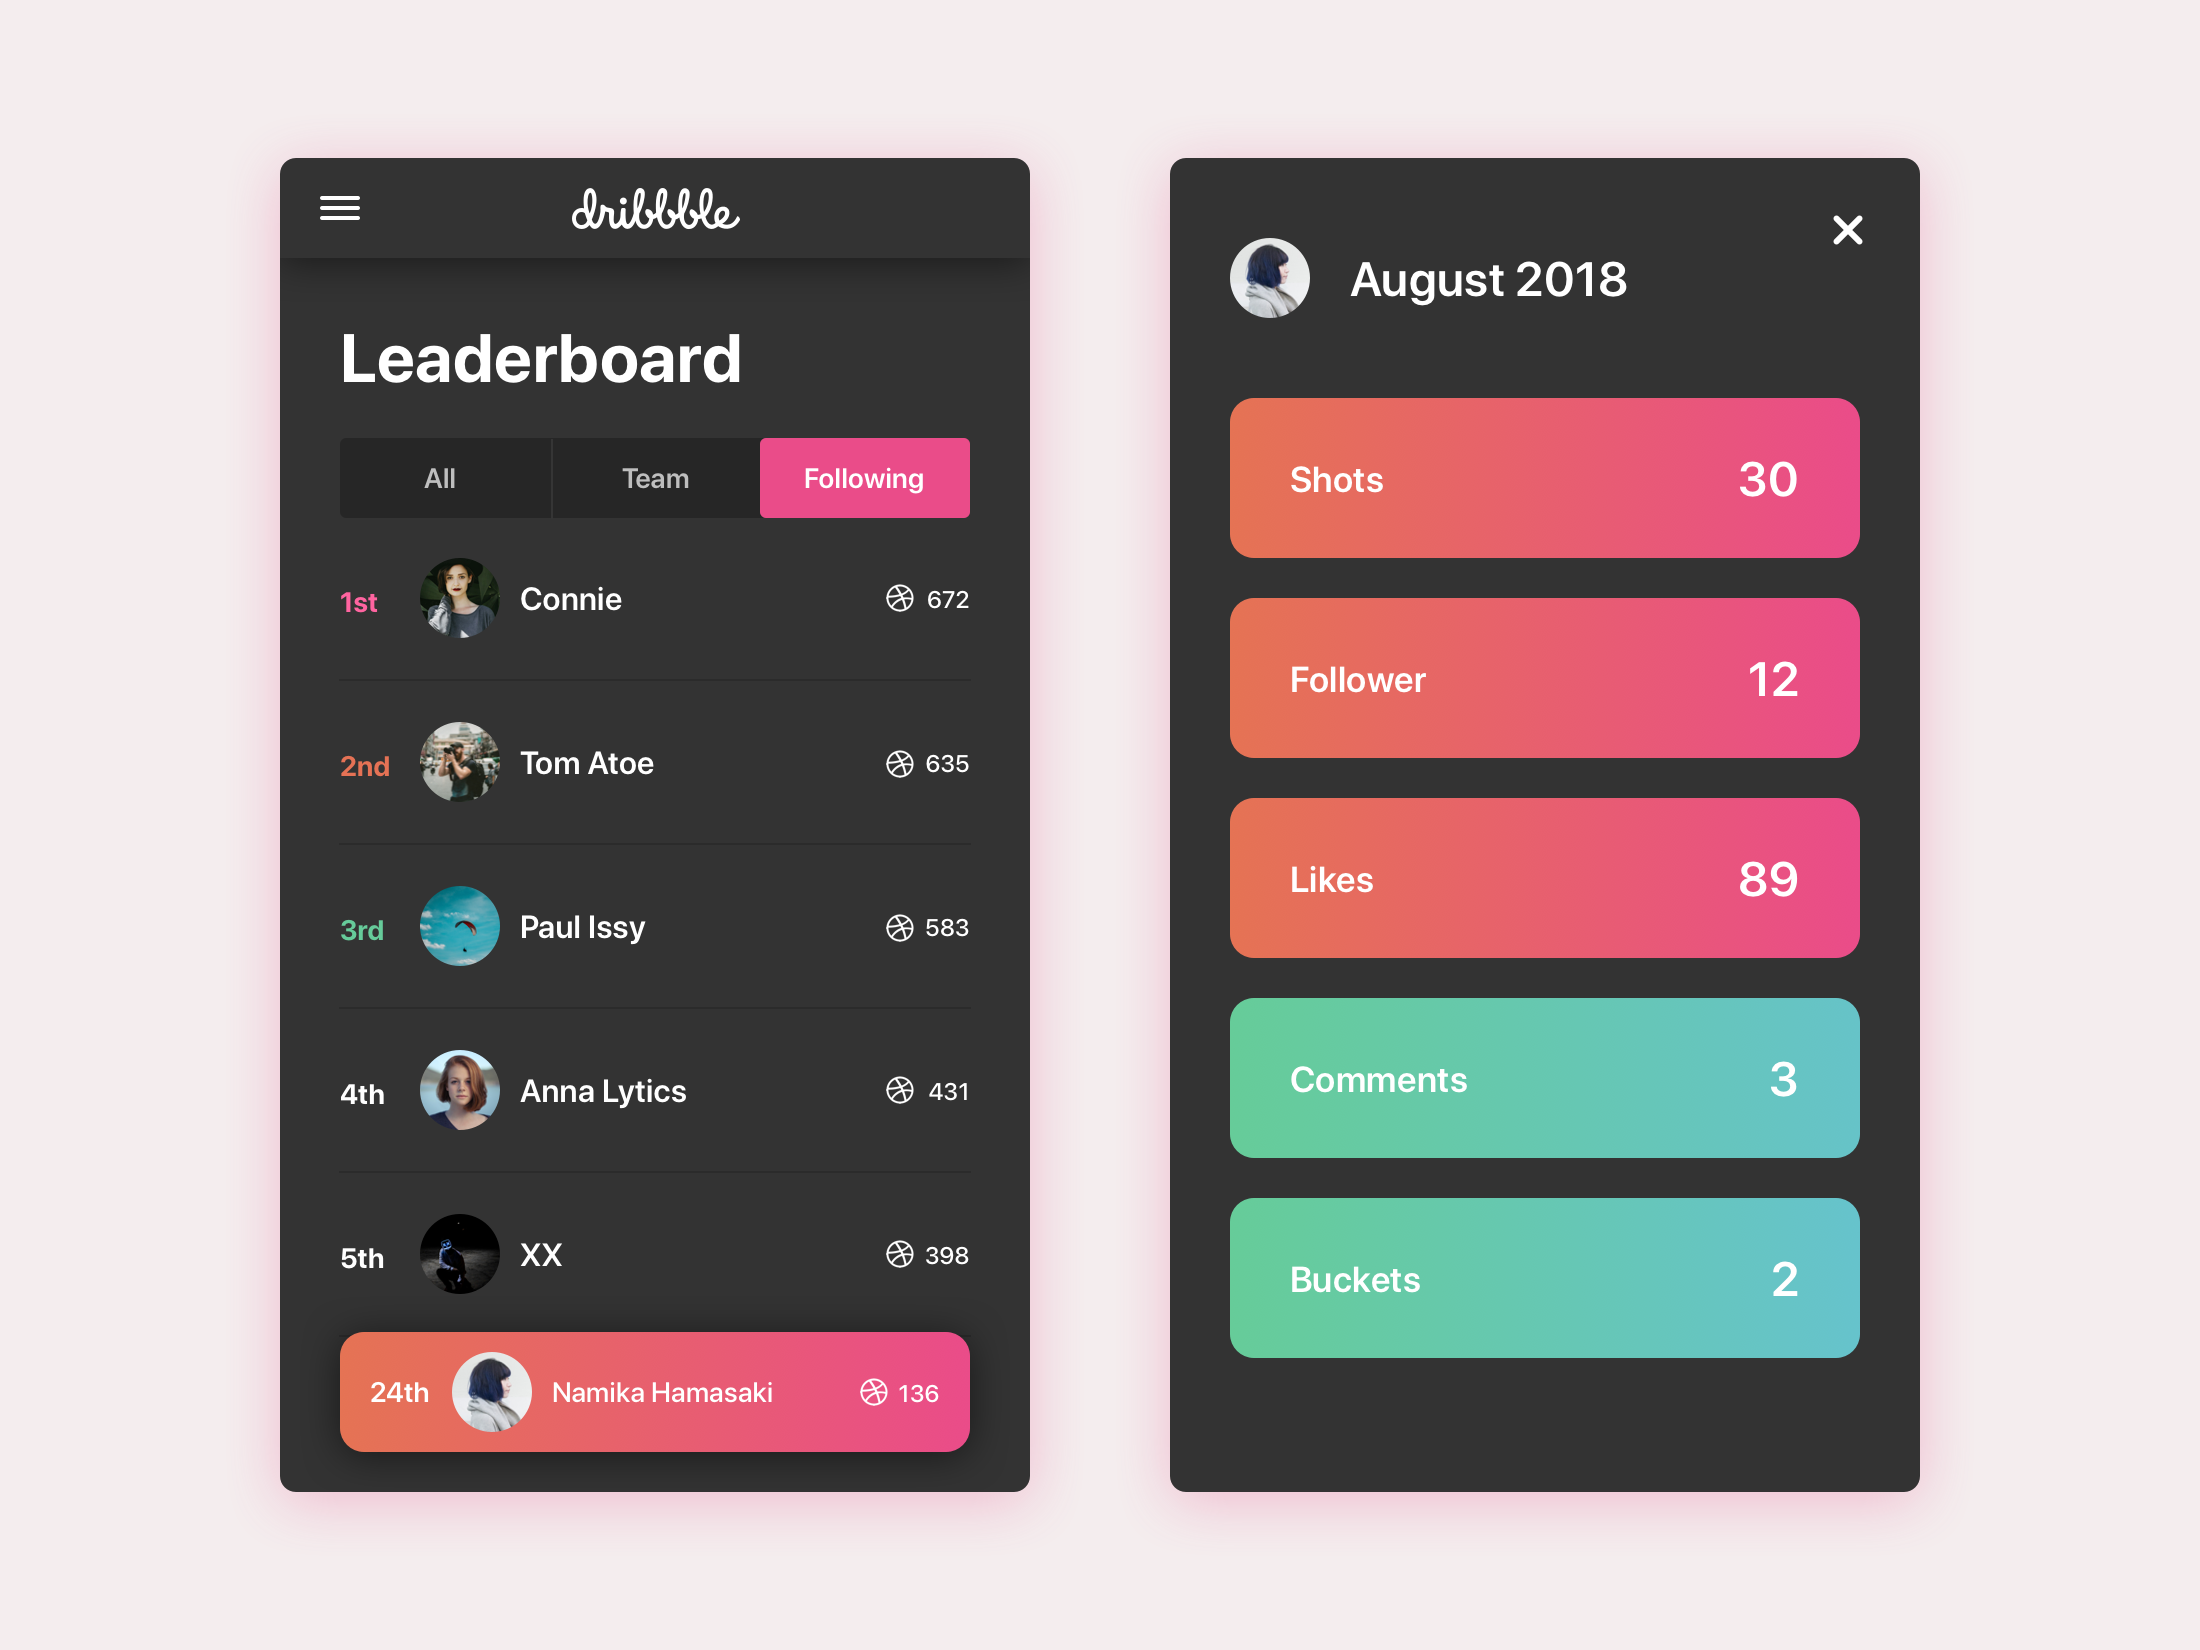 dribbble
Leaderboard
All Team Following
1st Connie 672
2nd Tom Atoe 635
3rd Paul Issy 583
4th Anna Lytics 431
5th XX 398
24th Namika Hamasaki 136
August 2018
Shots 30
Follower 12
Likes 89
Comments 3
Buckets 2